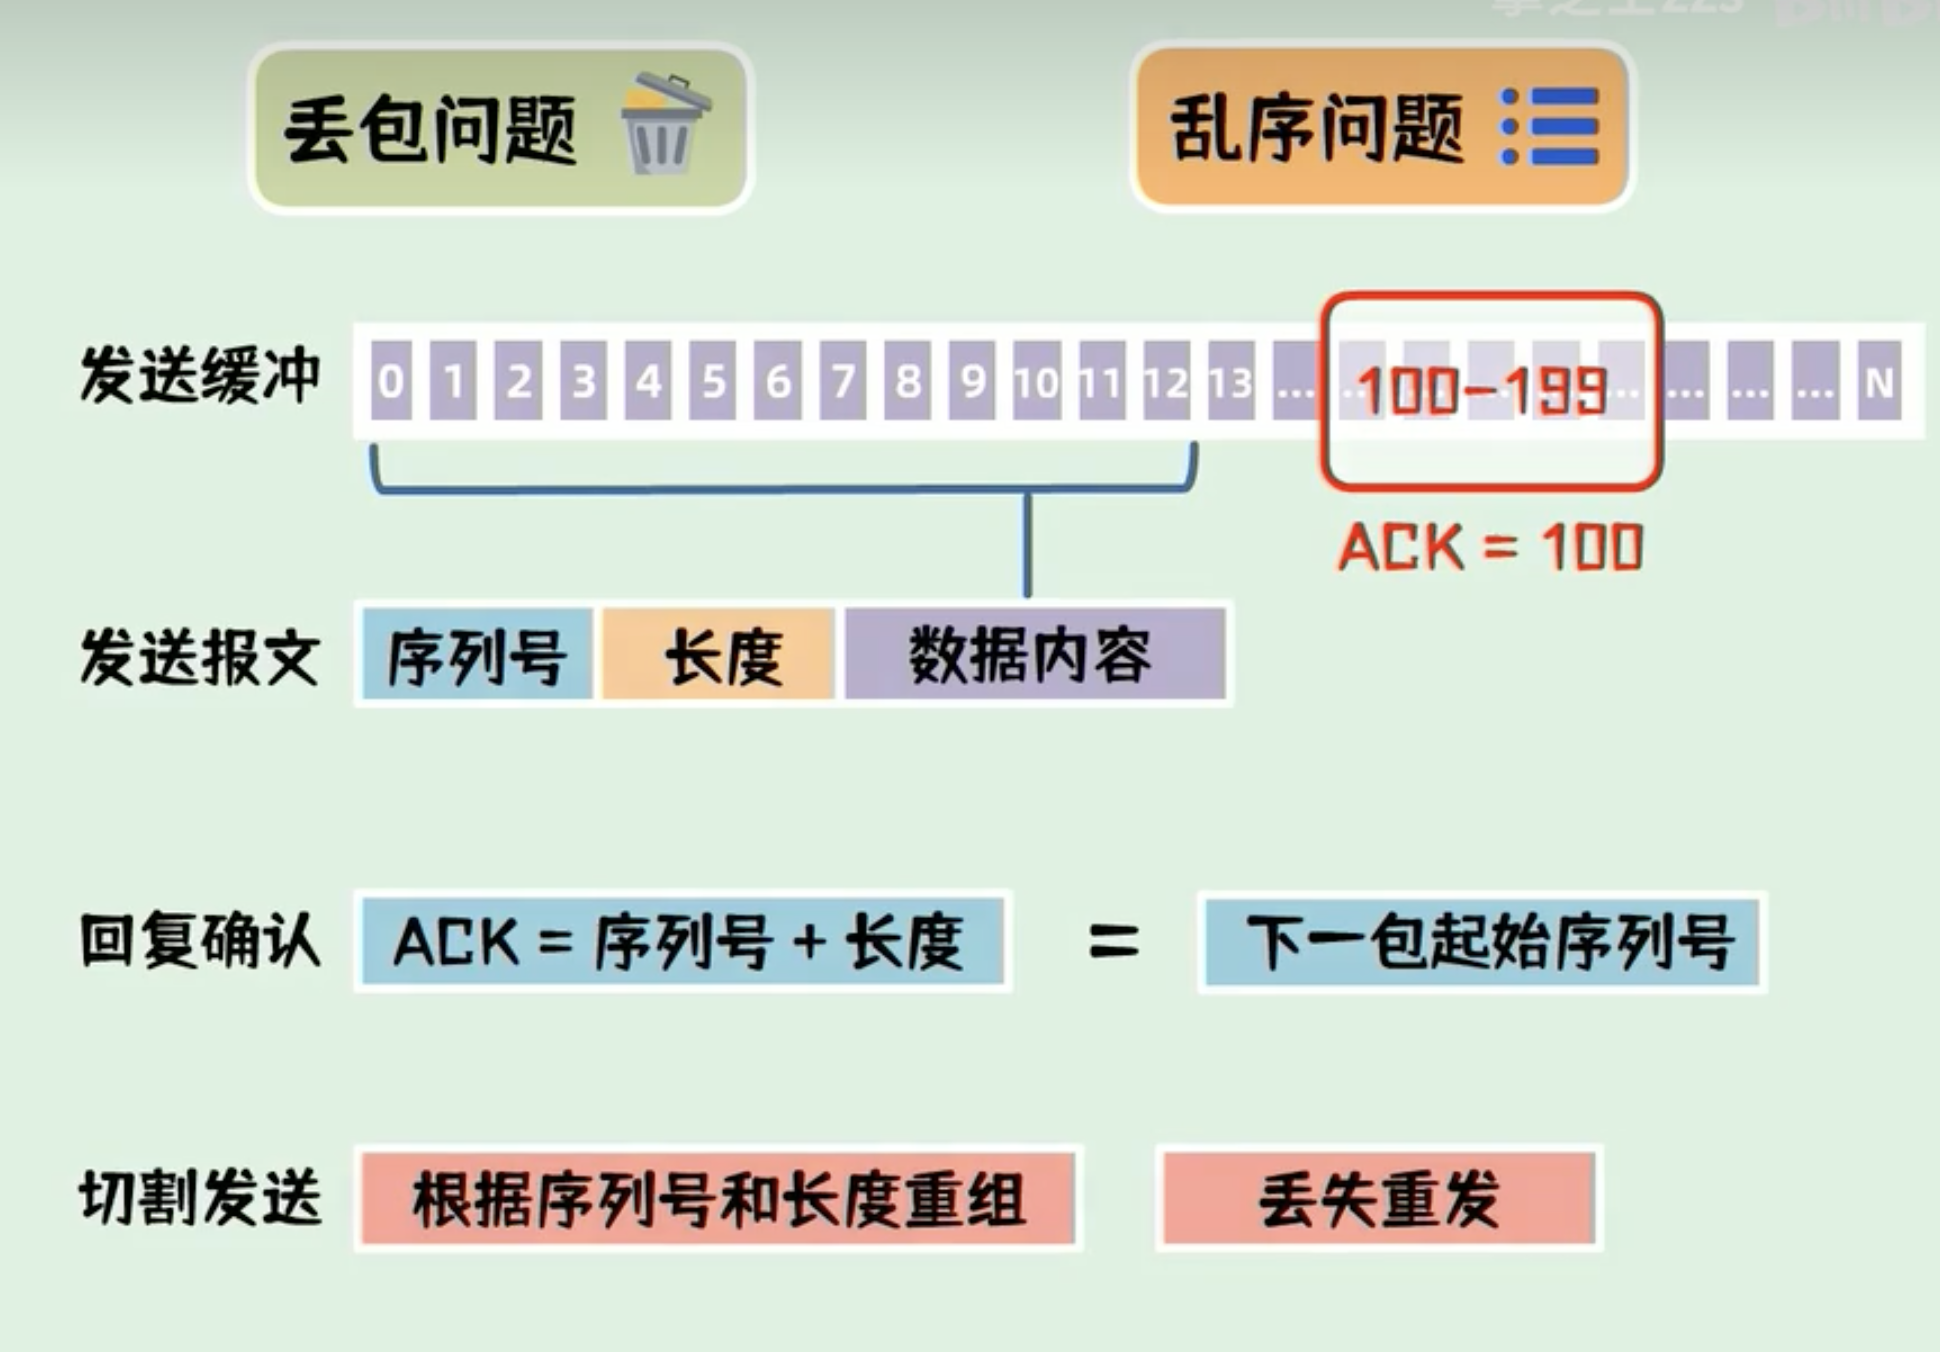 丢包问题
乱序问题
发送缓冲
0 1 2 3 4 5 6 7 8 9 10 11 12 13 ... 100-199 ... ... ... N
ACK = 100
发送报文
序列号 长度 数据内容
回复确认
ACK = 序列号 + 长度 = 下一包起始序列号
切割发送
根据序列号和长度重组
丢失重发